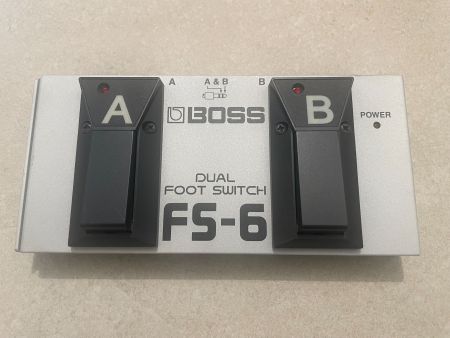 A A & B B
A BOSS B
POWER
DUAL
FOOT SWITCH
FS-6